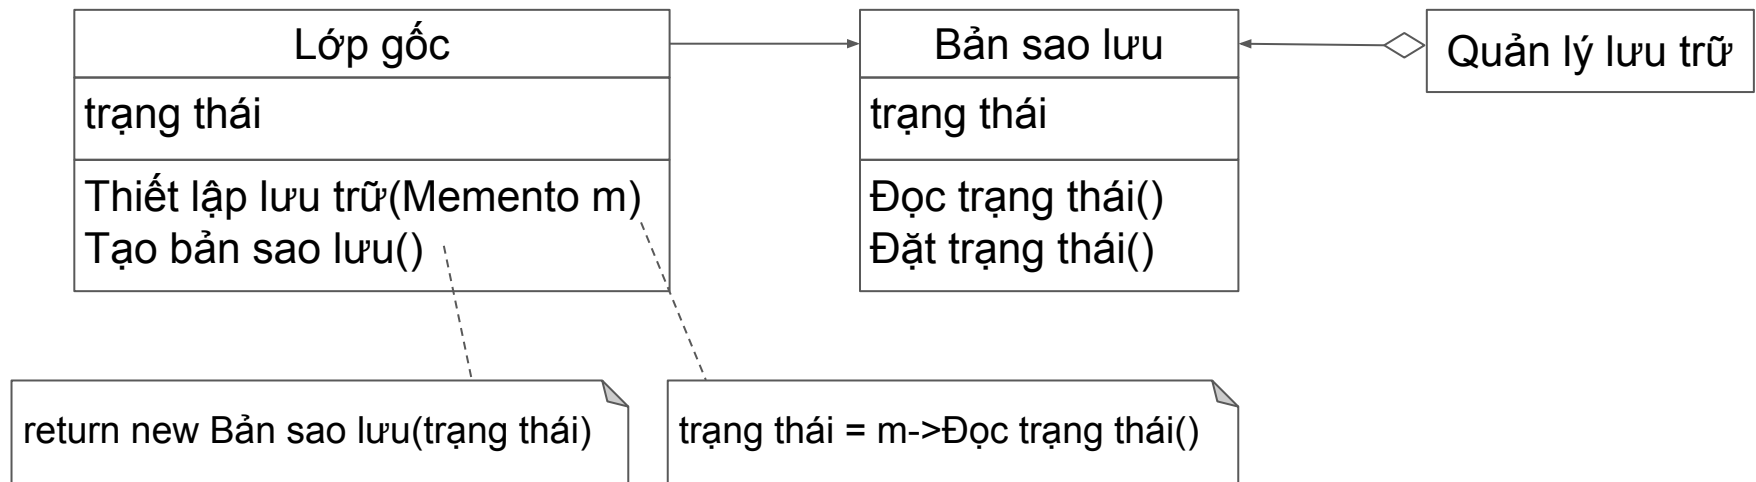 Lớp gốc
trạng thái
Thiết lập lưu trữ(Memento m)
Tạo bản sao lưu()
Bản sao lưu
trạng thái
Đọc trạng thái()
Đặt trạng thái()
Quản lý lưu trữ
return new Bản sao lưu(trạng thái)
trạng thái = m->Đọc trạng thái()